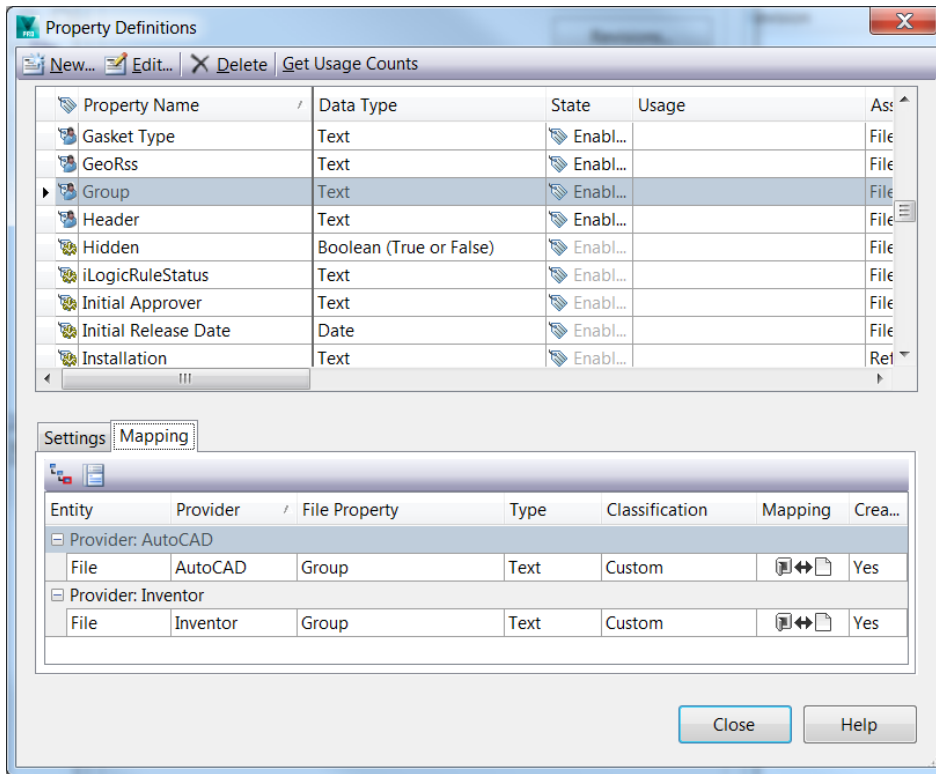 Property Definitions
New... Edit... Delete Get Usage Counts
Property Name Data Type State Usage Ass
Gasket Type Text Enabl... File
GeoRss Text Enabl... File
Group Text Enabl... File
Header Text Enabl... File
Hidden Boolean (True or False) Enabl... File
iLogicRuleStatus Text Enabl... File
Initial Approver Text Enabl... File
Initial Release Date Date Enabl... File
Installation Text Enabl... Ref
Settings Mapping
Entity Provider File Property Type Classification Mapping Crea...
Provider: AutoCAD
File AutoCAD Group Text Custom Yes
Provider: Inventor
File Inventor Group Text Custom Yes
Close Help